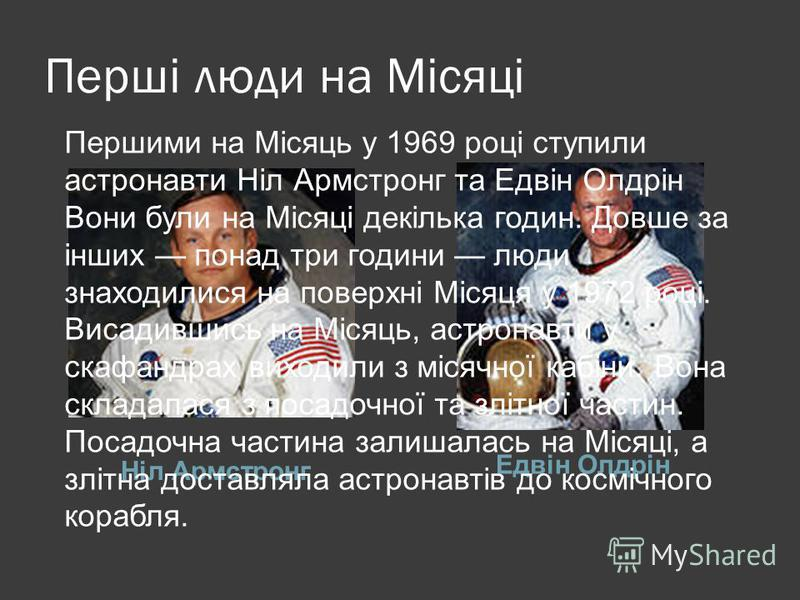 Перші люди на Місяці
Першими на Місяць у 1969 році ступили
астронавти Ніл Армстронг та Едвін Олдрін
Вони були на Місяці декілька годин. Довше за
інших — понад три години — люди
знаходилися на поверхні Місяця у 1972 році.
Висадившись на Місяць, астронавти у
скафандрах виходили з місячної кабіни. Вона
складалася з посадочної та злітної частин.
Посадочна частина залишалась на Місяці, а
злітна доставляла астронавтів до космічного
корабля.
Ніл Армстронг
Едвін Олдрін
MyShared